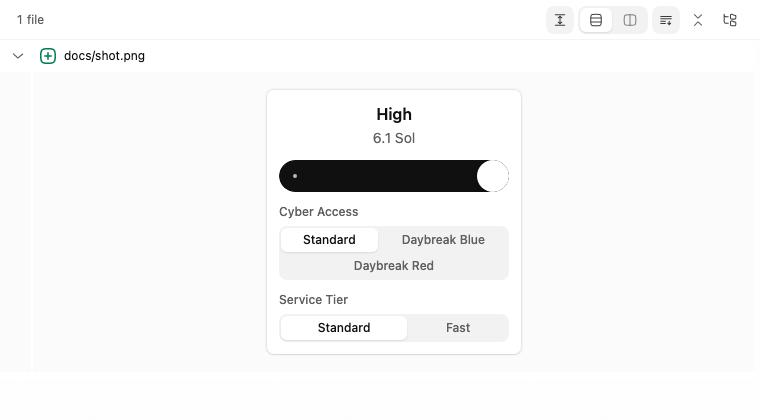 1 file
docs/shot.png
High
6.1 Sol
Cyber Access
Standard Daybreak Blue
Daybreak Red
Service Tier
Standard Fast